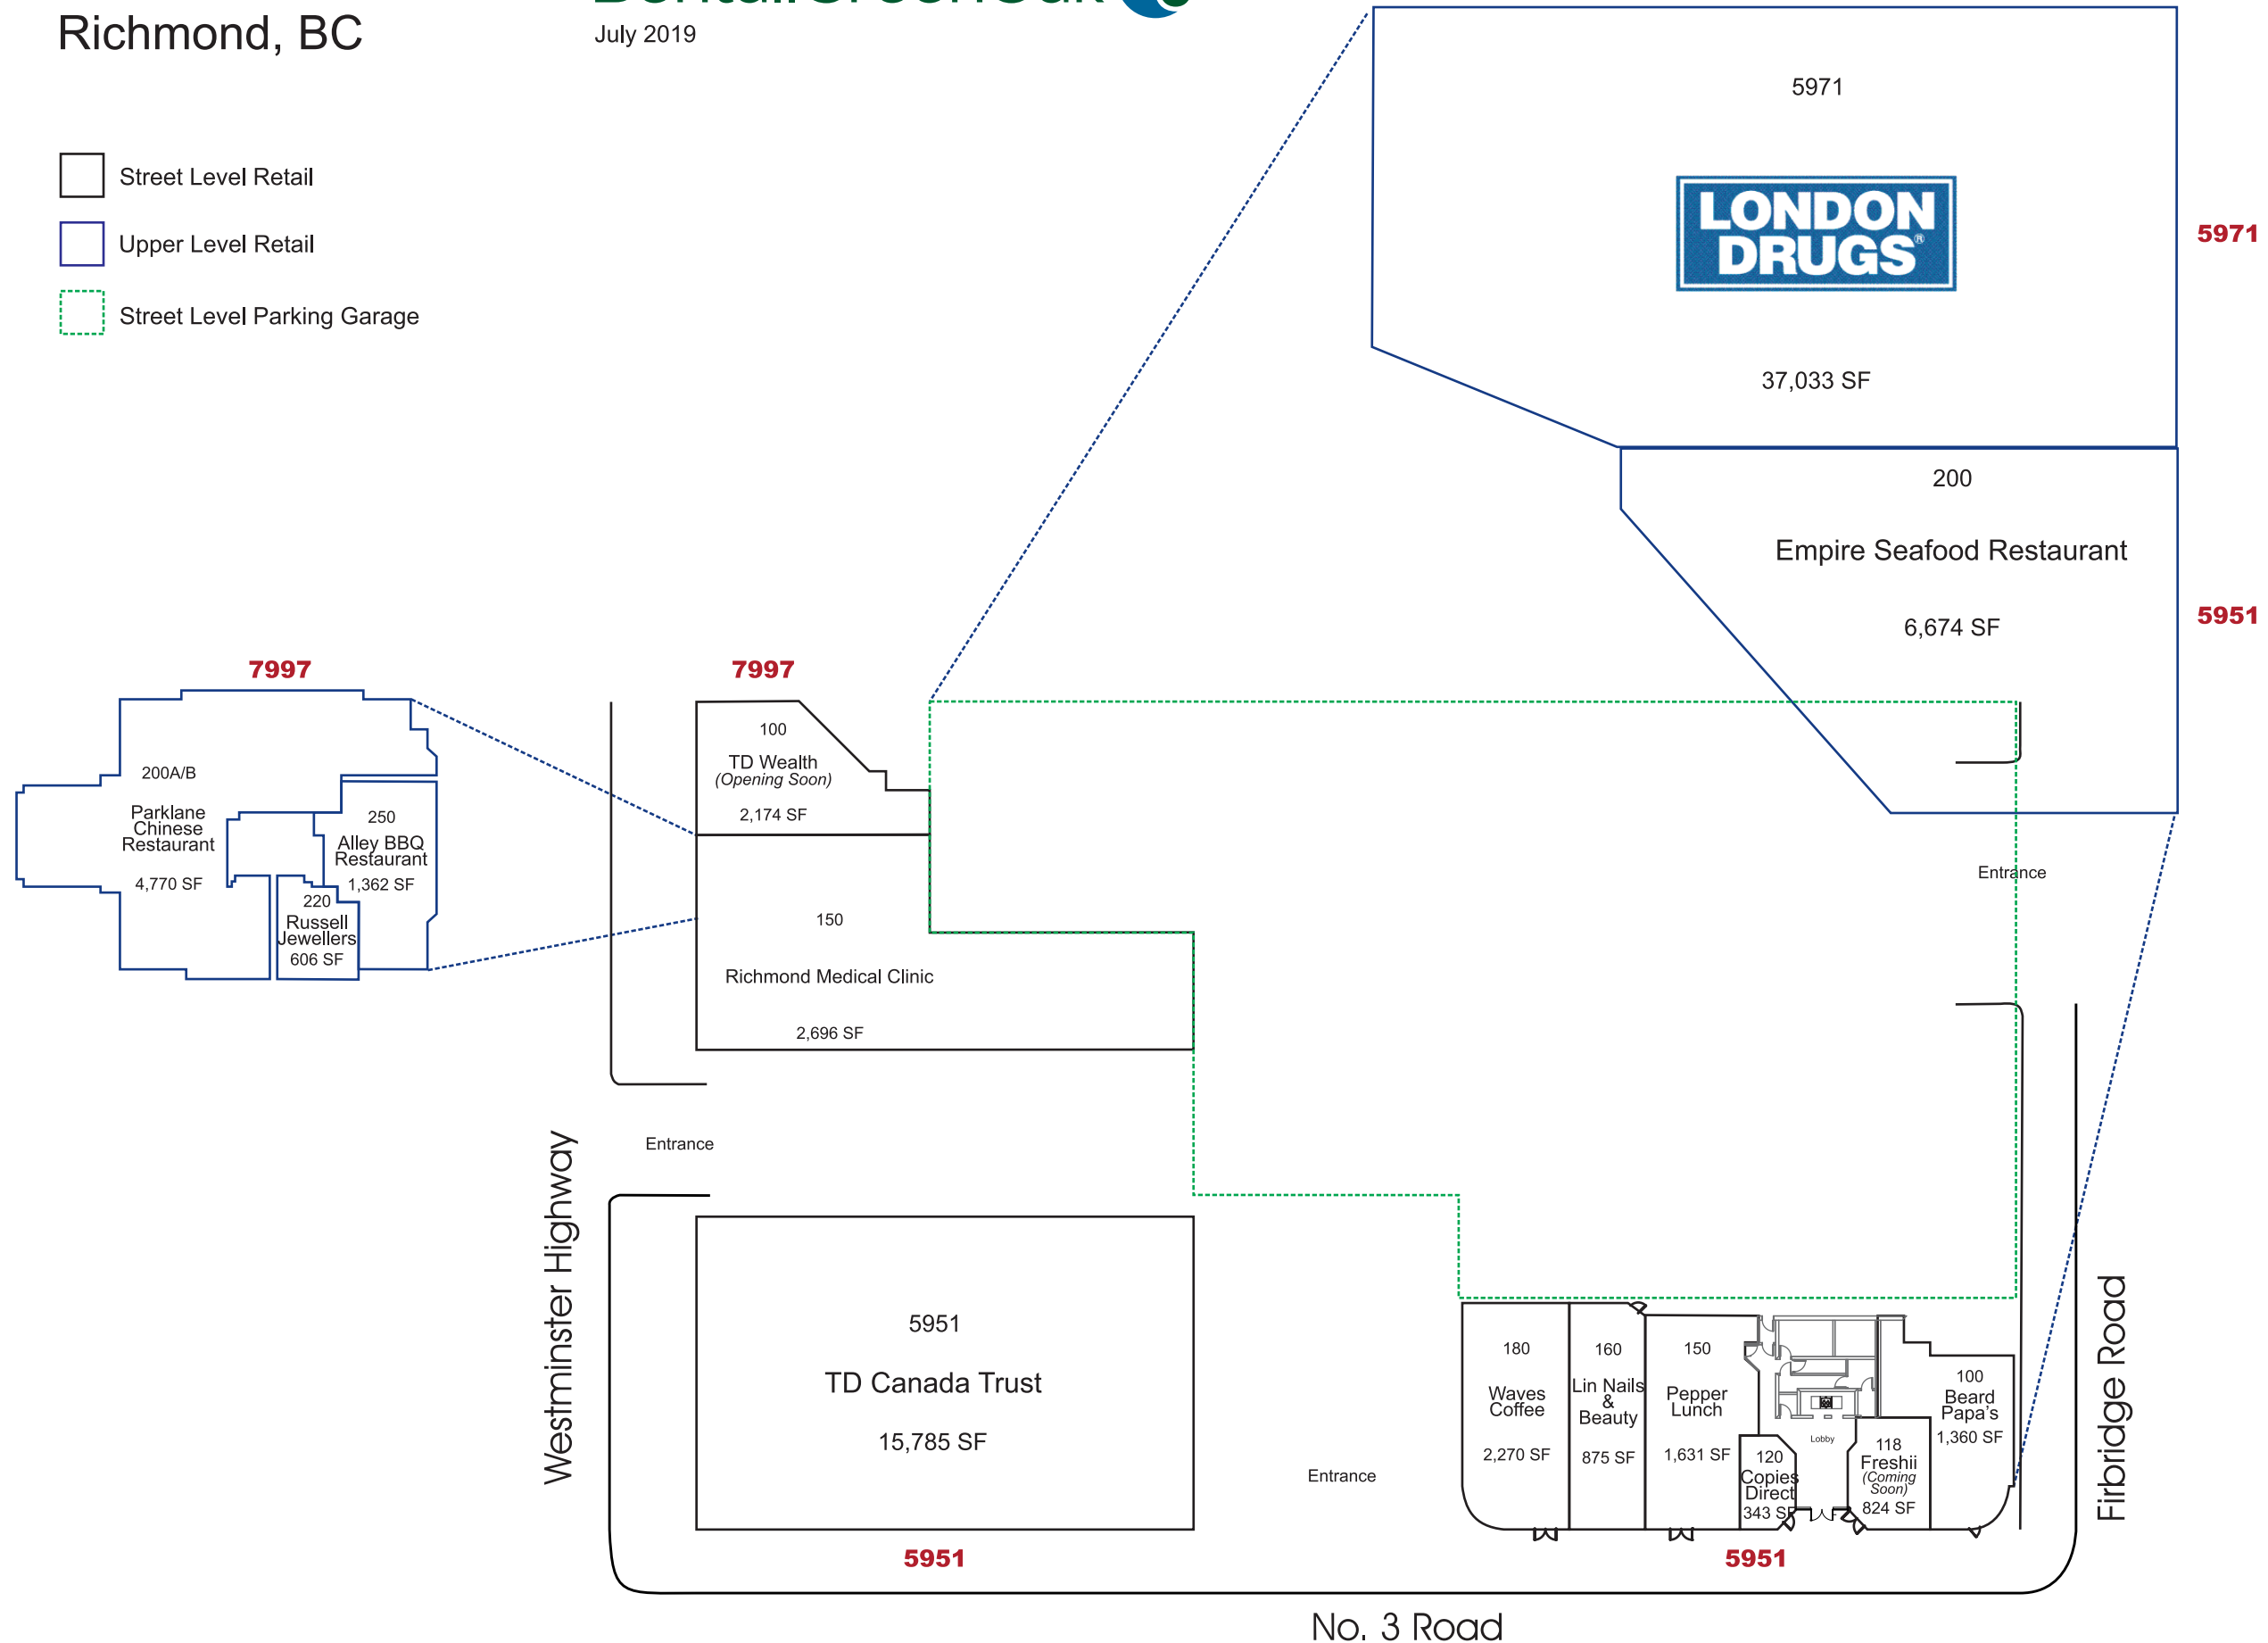 Richmond, BC
July 2019
Street Level Retail
Upper Level Retail
Street Level Parking Garage
5971
LONDON
DRUGS®
37,033 SF
5971
200
Empire Seafood Restaurant
6,674 SF
5951
7997
200A/B
Parklane
Chinese
Restaurant
4,770 SF
250
Alley BBQ
Restaurant
1,362 SF
220
Russell
Jewellers
606 SF
7997
100
TD Wealth
(Opening Soon)
2,174 SF
150
Richmond Medical Clinic
2,696 SF
Entrance
Entrance
Westminster Highway
5951
TD Canada Trust
15,785 SF
5951
Entrance
180
Waves
Coffee
2,270 SF
160
Lin Nails
&
Beauty
875 SF
150
Pepper
Lunch
1,631 SF
120
Copies
Direct
343 SF
Lobby
118
Freshii
(Coming
Soon)
824 SF
100
Beard
Papa's
1,360 SF
5951
Firbridge Road
No. 3 Road